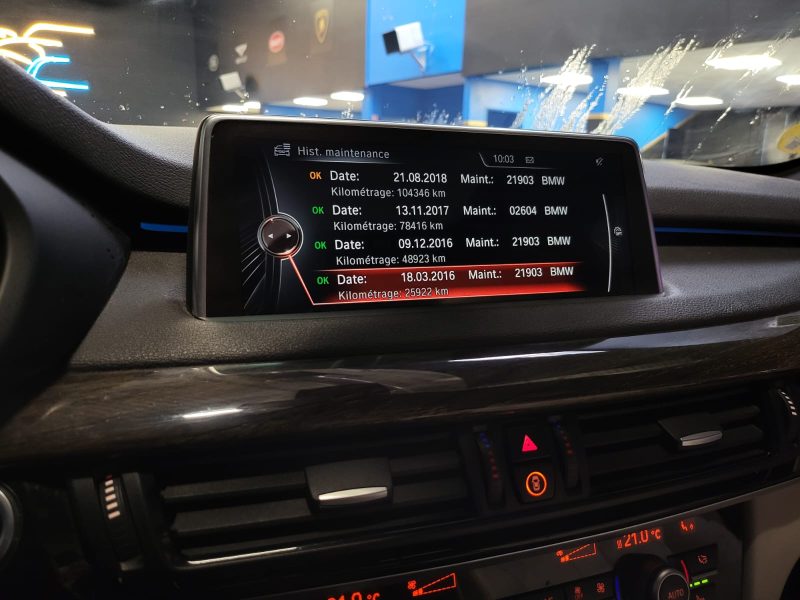 Hist. maintenance 10:03
OK Date: 21.08.2018 Maint.: 21903 BMW
Kilométrage: 104346 km
OK Date: 13.11.2017 Maint.: 02604 BMW
Kilométrage: 78416 km
OK Date: 09.12.2016 Maint.: 21903 BMW
Kilométrage: 48923 km
OK Date: 18.03.2016 Maint.: 21903 BMW
Kilométrage: 25922 km
21.0 °C
21.0 °C
AUTO